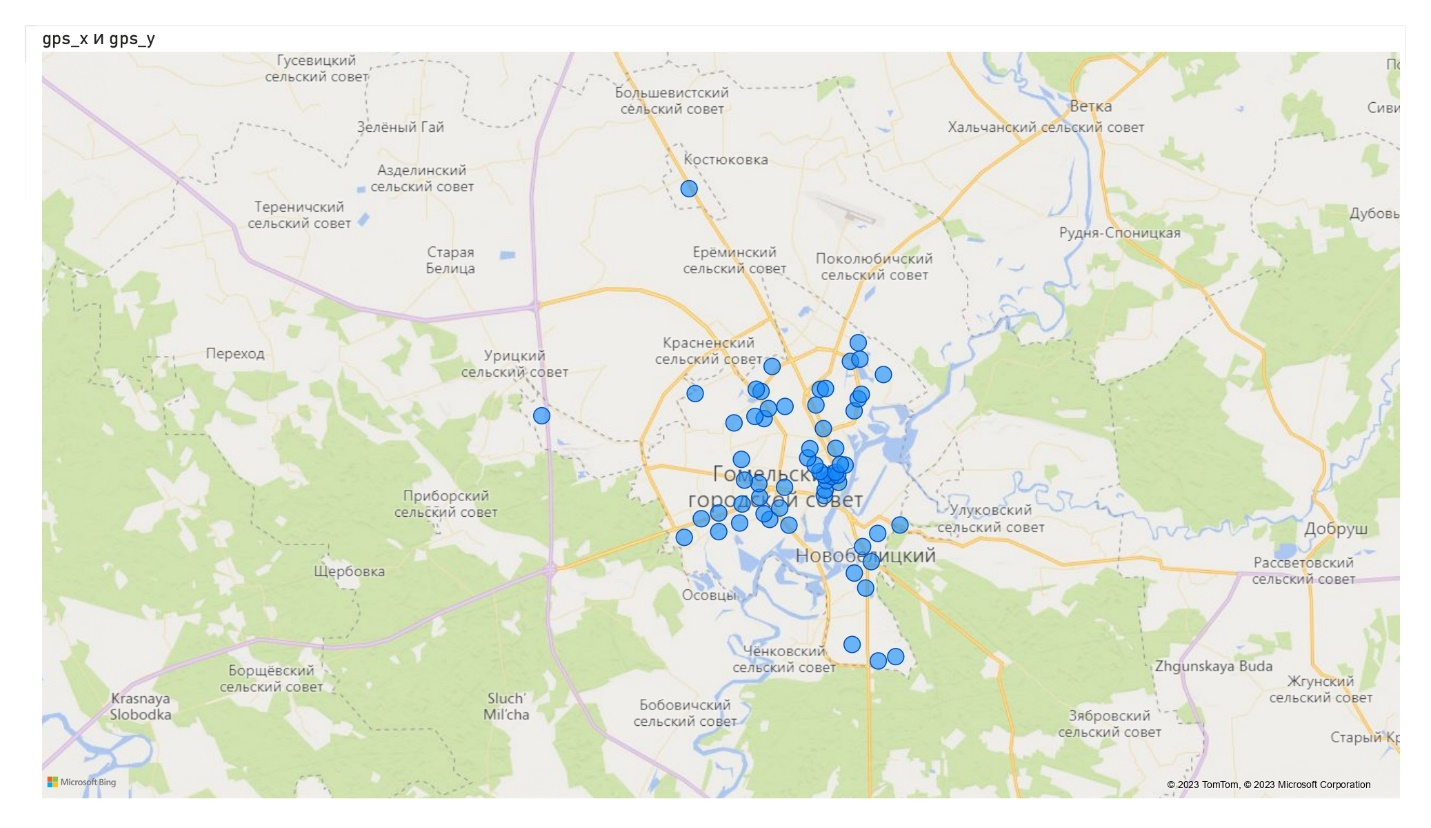 gps_x и gps_y
Гусевицкий
сельский совет
Большевистский
сельский совет
Ветка
Хальчанский сельский совет
Зелёный Гай
Костюковка
Азделинский
сельский совет
Тереничский
сельский совет
Рудня-Споницкая
Старая
Белица
Ерёминский
сельский совет
Поколюбичский
сельский совет
Переход
Урицкий
сельский совет
Красненский
сельский совет
Гомельск
городской совет
Приборский
сельский совет
Улуковский
сельский совет
Добруш
Новобелицкий
Рассветовский
сельский совет
Щербовка
Осовцы
Ченковский
сельский совет
Zhgunskaya Buda
Борщёвский
сельский совет
Жгунский
сельский совет
Krasnaya
Slobodka
Sluch'
Mil'cha
Бобовичский
сельский совет
Зябровский
сельский совет
Старый Кр
Microsoft Bing
© 2023 TomTom, © 2023 Microsoft Corporation